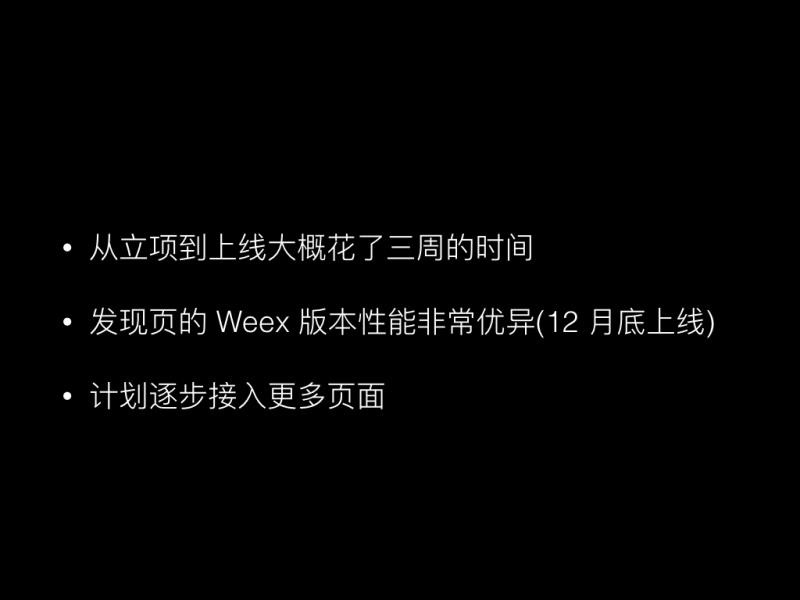 • 从立项到上线大概花了三周的时间
• 发现页的 Weex 版本性能非常优异(12 月底上线)
• 计划逐步接入更多页面